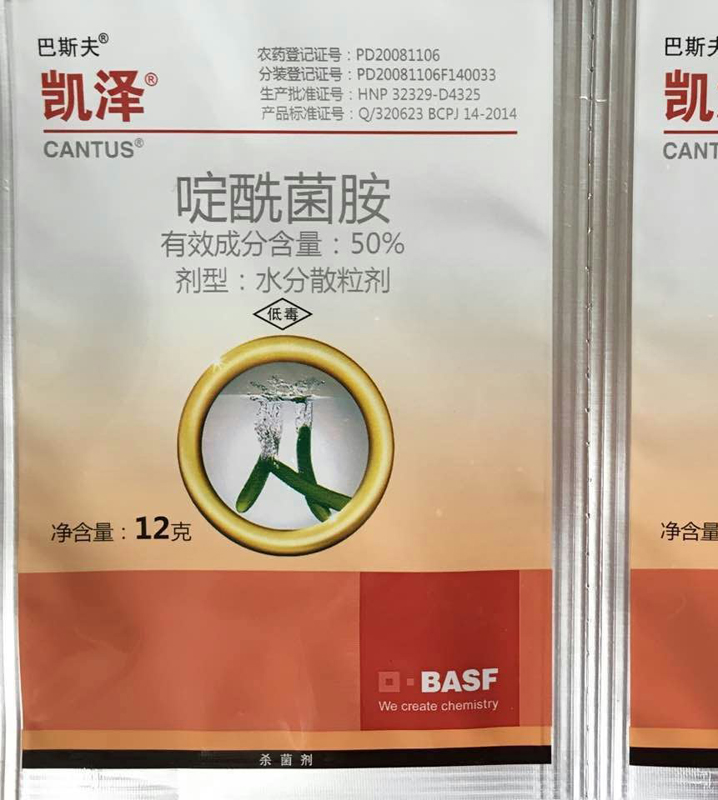 巴斯夫®
凯泽®
CANTUS®
农药登记证号：PD20081106
分装登记证号：PD20081106F140033
生产批准证号：HNP 32329-D4325
产品标准证号：Q/320623 BCPJ 14-2014
啶酰菌胺
有效成分含量：50%
剂型：水分散粒剂
低毒
净含量：12克
BASF
We create chemistry
杀菌剂
巴斯夫
凯
CANT
净含量